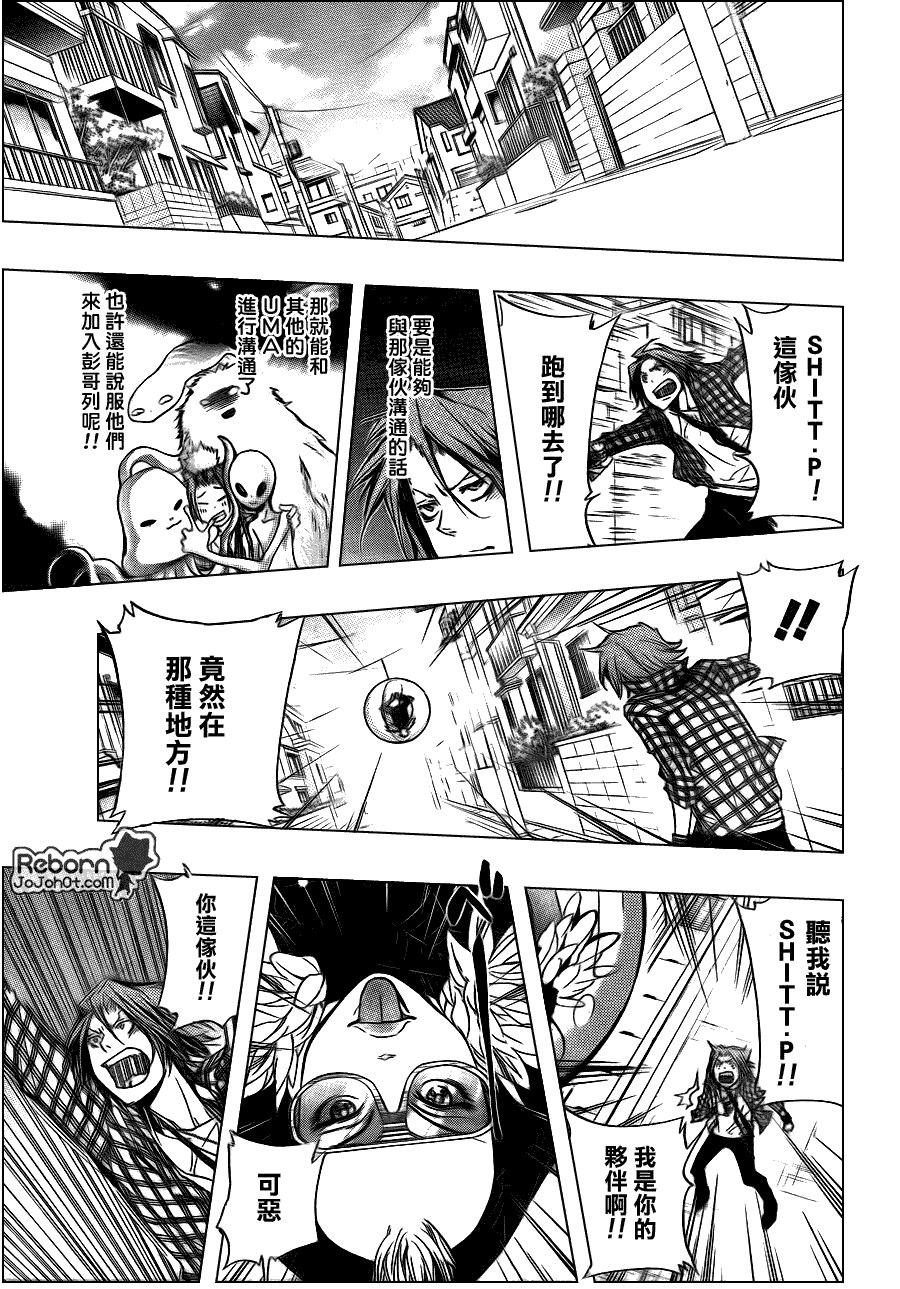 SHITT·P!
這傢伙
跑到哪去了!!
要是能夠
與那傢伙溝通的話
那就能和
其他的
UMA
進行溝通了
也許還能說服他們
來加入彭哥列呢!!
!!
竟然在
那種地方!!
聽我說
SHITT·P!!
我是你的
夥伴啊!!
可惡
你這傢伙!!
Reborn
JoJoHot.com